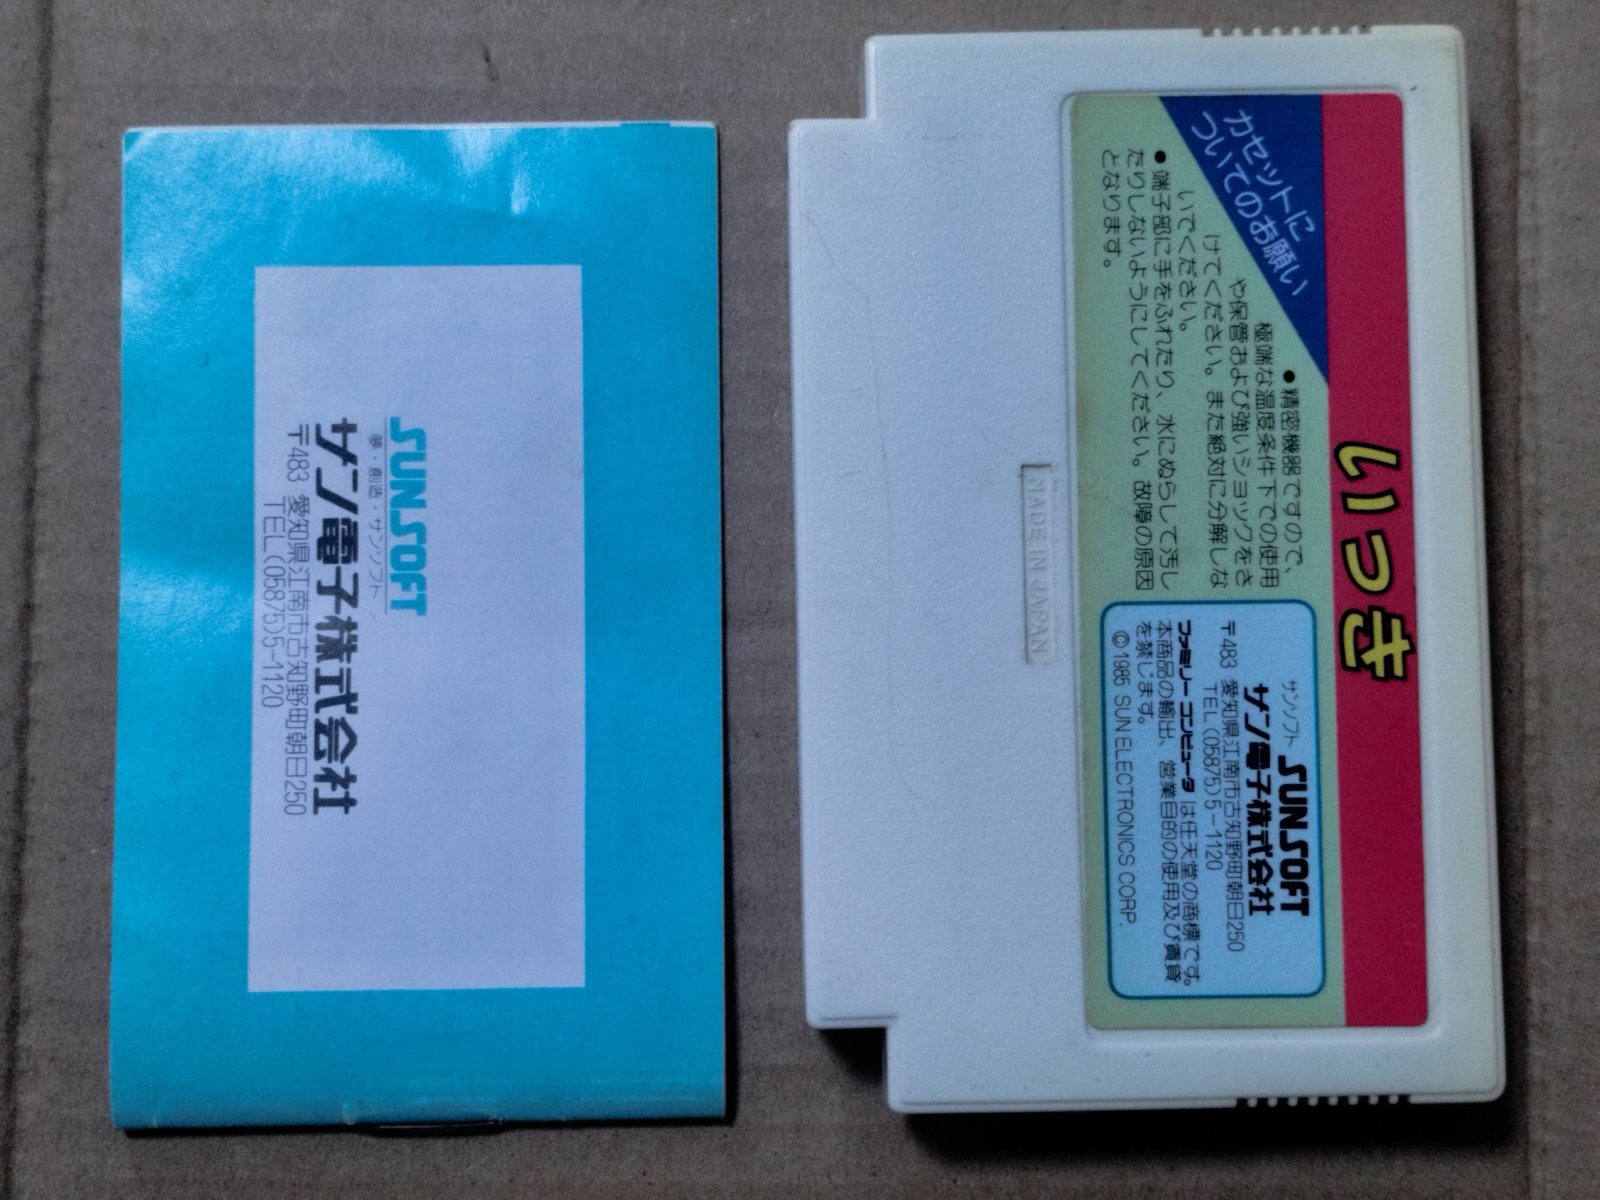 SUNSOFT
夢・創造・サンソフト
サン電子株式会社
〒483 愛知県江南市古知野町朝日250
TEL(05875)5-1120
いっき
カセットに
ついてのお願い
●精密機器ですので、
極端な温度条件下での使用
や保管および強いショックをさ
けてください。また絶対に分解しな
いでください。
●端子部に手をふれたり、水にぬらして汚し
たりしないようにしてください。故障の原因
となります。
サンソフト SUNSOFT
サン電子株式会社
〒483 愛知県江南市古知野町朝日250
TEL(05875)5-1120
ファミリーコンピュータは任天堂の商標です。
本商品の輸出、営業目的の使用及び賃貸
を禁じます。
©1985 SUN ELECTRONICS CORP.
MADE IN JAPAN